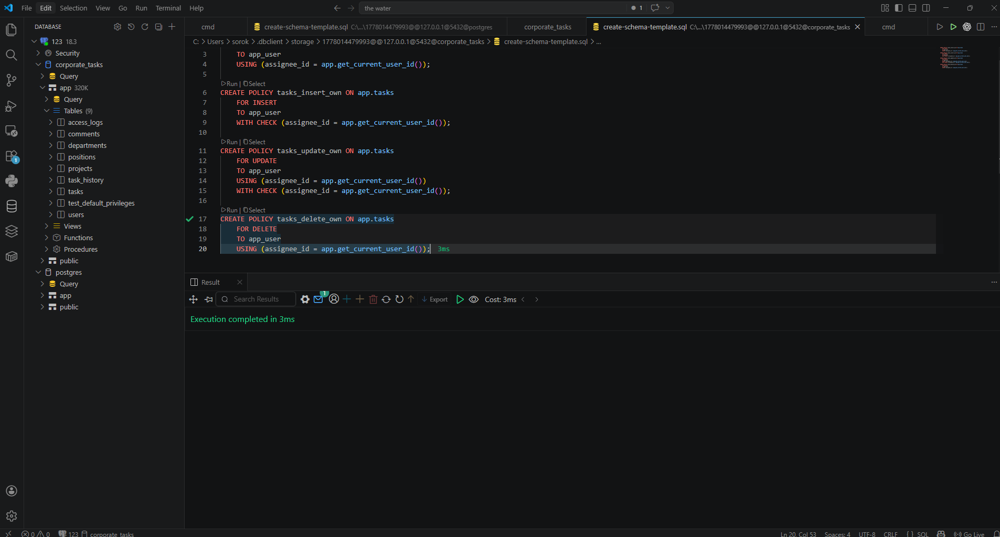 File Edit Selection View Go Run Terminal Help
the water
1
DATABASE
123 18.3
Security
corporate_tasks
Query
app 320K
Query
Tables (9)
access_logs
comments
departments
positions
projects
task_history
tasks
test_default_privileges
users
Views
Functions
Procedures
public
postgres
Query
app
public
1
cmd
create-schema-template.sql C:\...\1778014479993@@127.0.0.1@5432@postgres
corporate_tasks
create-schema-template.sql C:\...\1778014479993@@127.0.0.1@5432@corporate_tasks
cmd
C: > Users > sorok > .dbclient > storage > 1778014479993@@127.0.0.1@5432@corporate_tasks > create-schema-template.sql > ...
3 TO app_user
4 USING (assignee_id = app.get_current_user_id());
5
Run | Select
6 CREATE POLICY tasks_insert_own ON app.tasks
7 FOR INSERT
8 TO app_user
9 WITH CHECK (assignee_id = app.get_current_user_id());
10
Run | Select
11 CREATE POLICY tasks_update_own ON app.tasks
12 FOR UPDATE
13 TO app_user
14 USING (assignee_id = app.get_current_user_id())
15 WITH CHECK (assignee_id = app.get_current_user_id());
16
Run | Select
17 CREATE POLICY tasks_delete_own ON app.tasks
18 FOR DELETE
19 TO app_user
20 USING (assignee_id = app.get_current_user_id()); 3ms
Result
Search Results
1
Export
Cost: 3ms
Execution completed in 3ms
0 0 123 corporate_tasks
Ln 20, Col 53 Spaces: 4 UTF-8 CRLF { } SQL Go Live